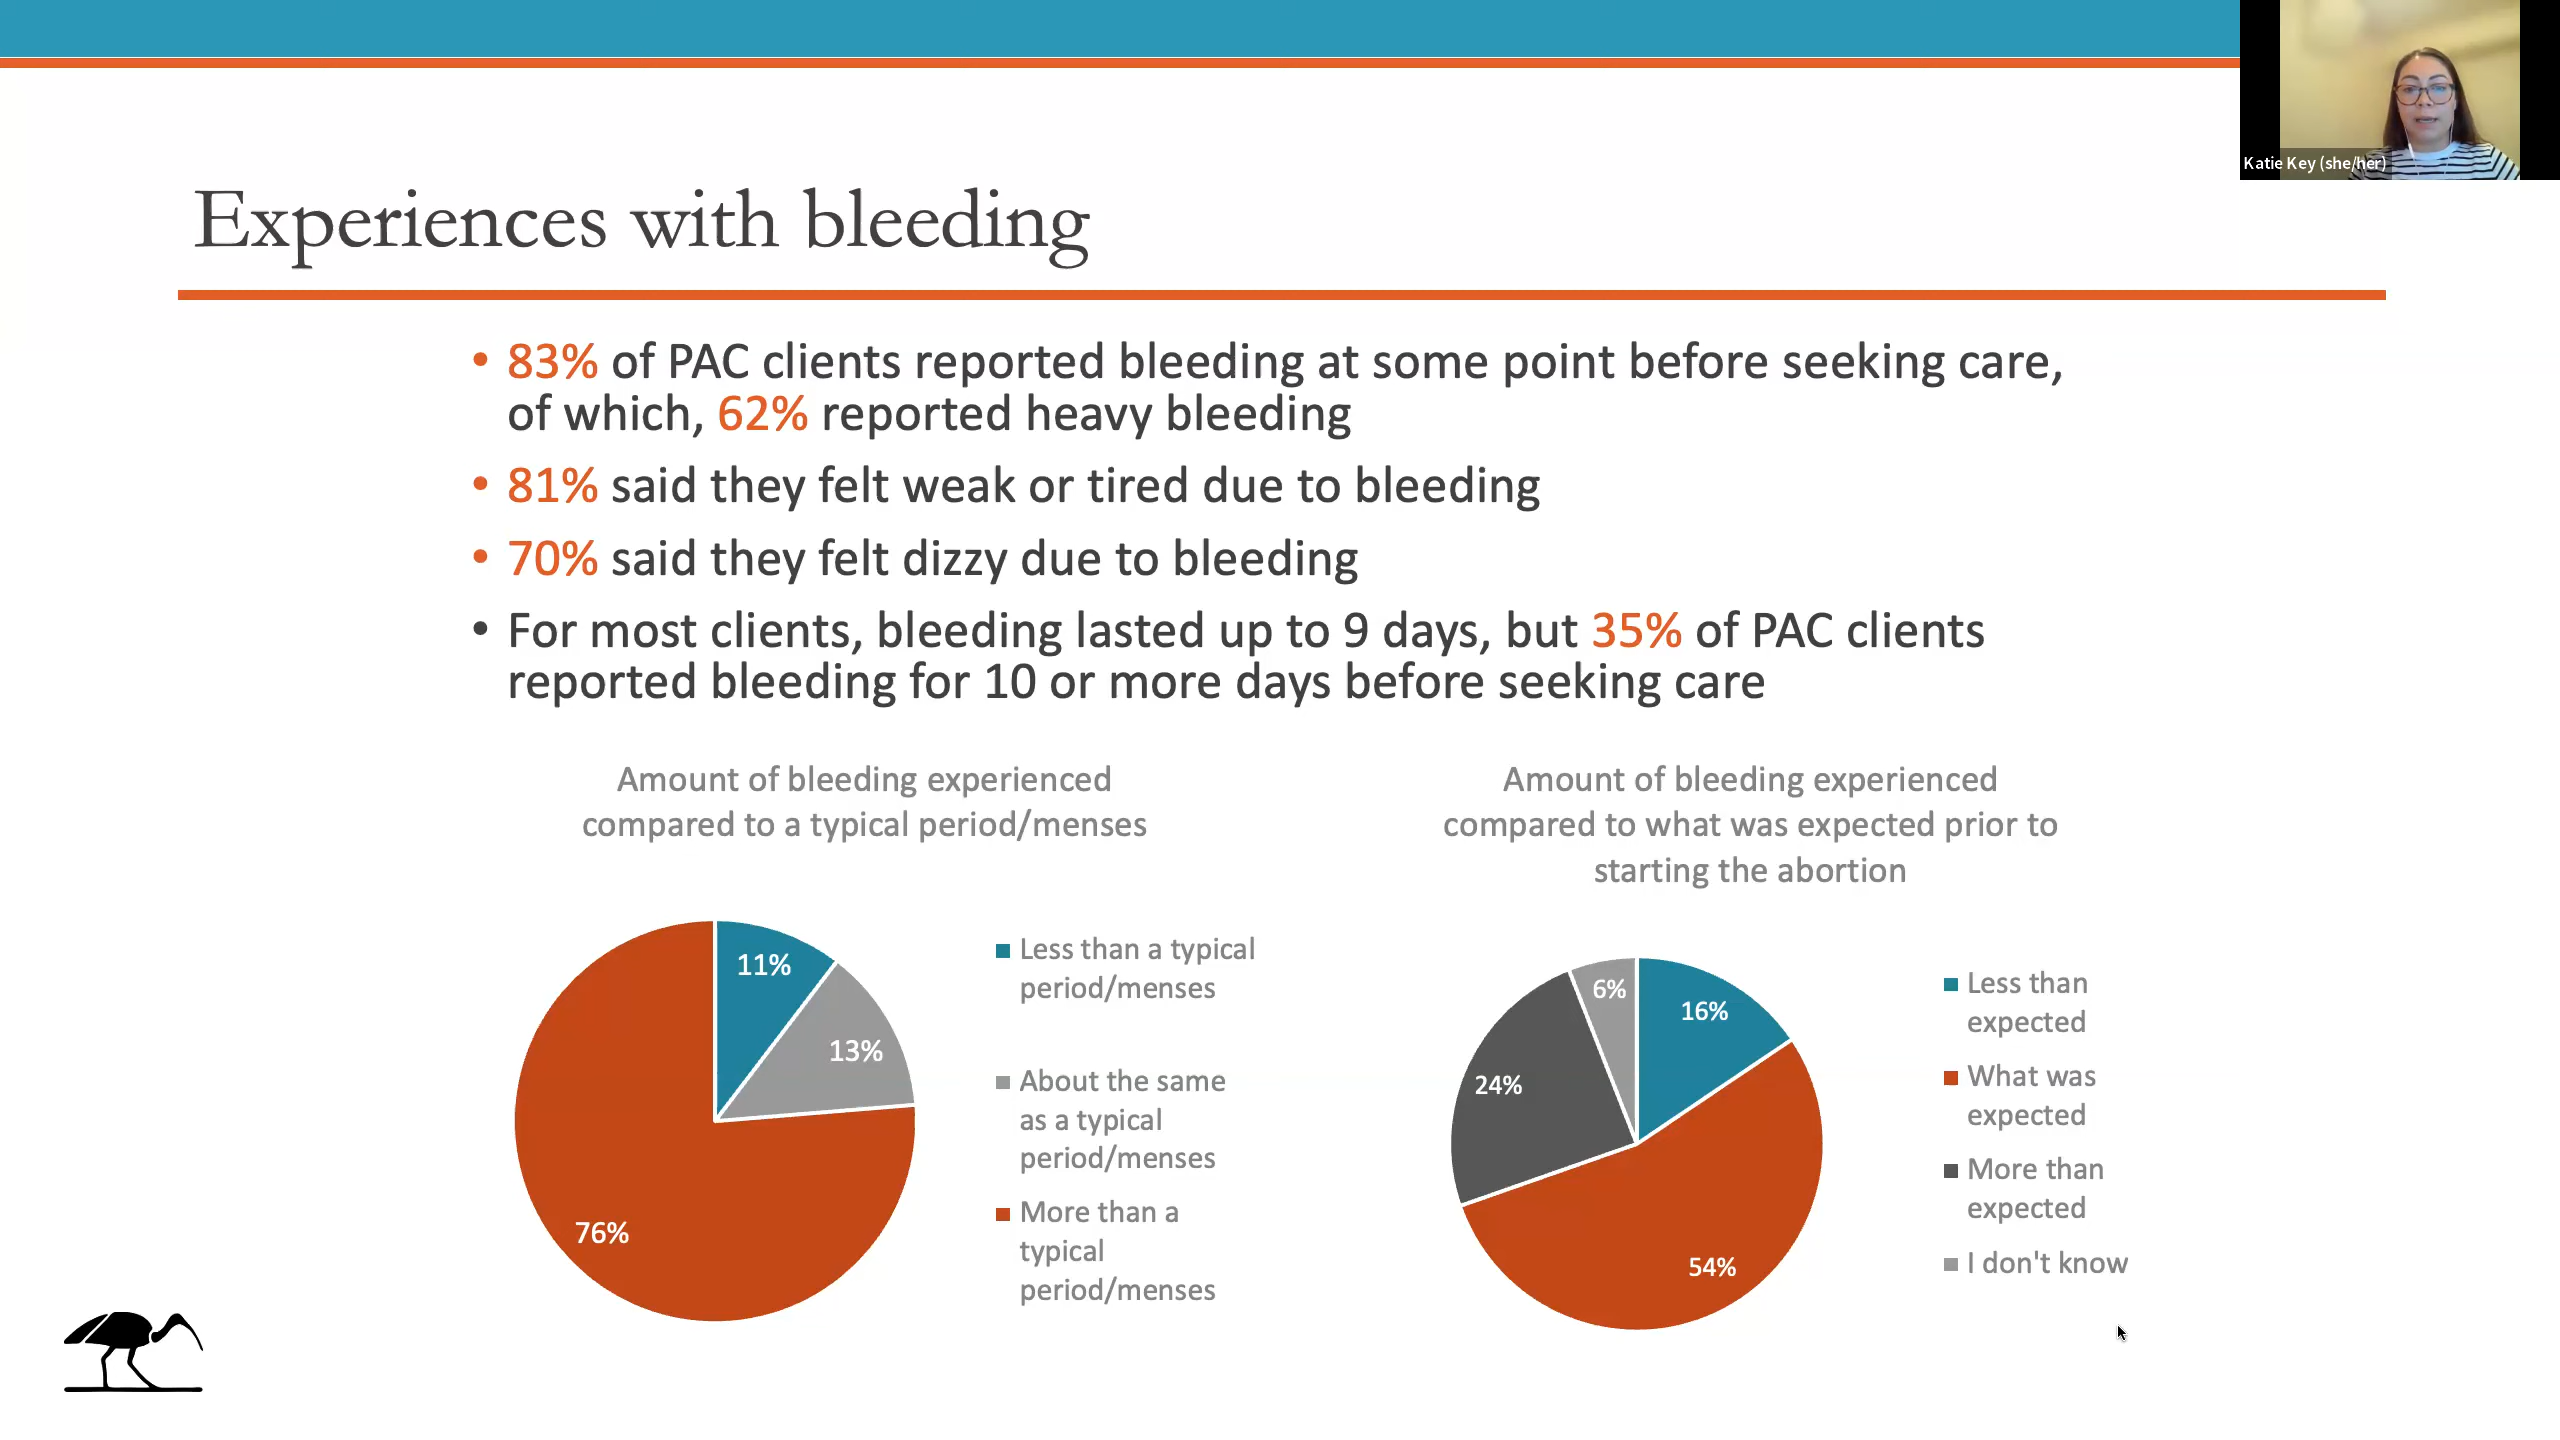 Katie Key (she/her)
Experiences with bleeding
• 83% of PAC clients reported bleeding at some point before seeking care,
of which, 62% reported heavy bleeding
• 81% said they felt weak or tired due to bleeding
• 70% said they felt dizzy due to bleeding
• For most clients, bleeding lasted up to 9 days, but 35% of PAC clients
reported bleeding for 10 or more days before seeking care
Amount of bleeding experienced
compared to a typical period/menses
11%
13%
76%
Less than a typical
period/menses
About the same
as a typical
period/menses
More than a
typical
period/menses
Amount of bleeding experienced
compared to what was expected prior to
starting the abortion
6%
16%
24%
54%
Less than
expected
What was
expected
More than
expected
I don't know